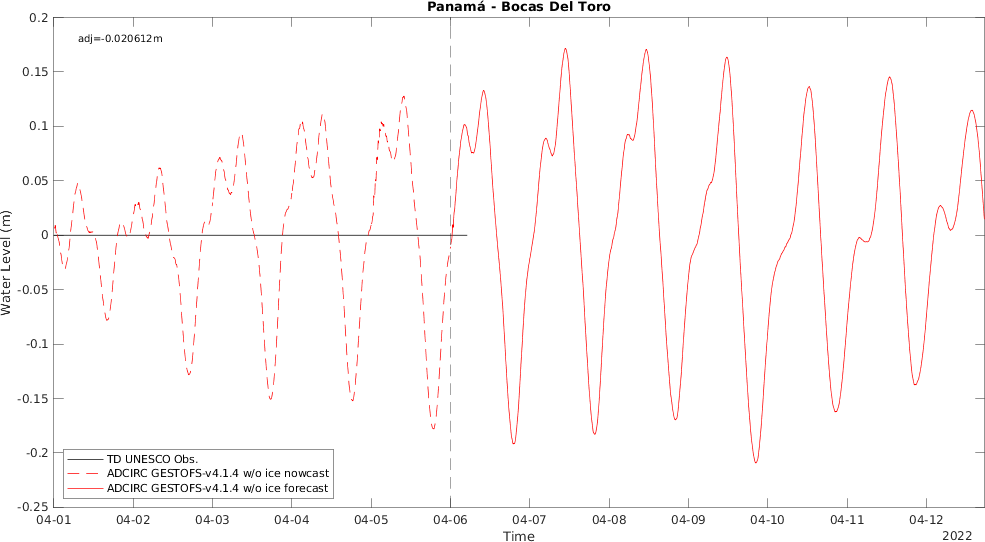 Panamá - Bocas Del Toro
adj=-0.020612m
Water Level (m)
0.2
0.15
0.1
0.05
0
-0.05
-0.1
-0.15
-0.2
-0.25
TD UNESCO Obs.
ADCIRC GESTOFS-v4.1.4 w/o ice nowcast
ADCIRC GESTOFS-v4.1.4 w/o ice forecast
04-01 04-02 04-03 04-04 04-05 04-06 04-07 04-08 04-09 04-10 04-11 04-12
2022
Time